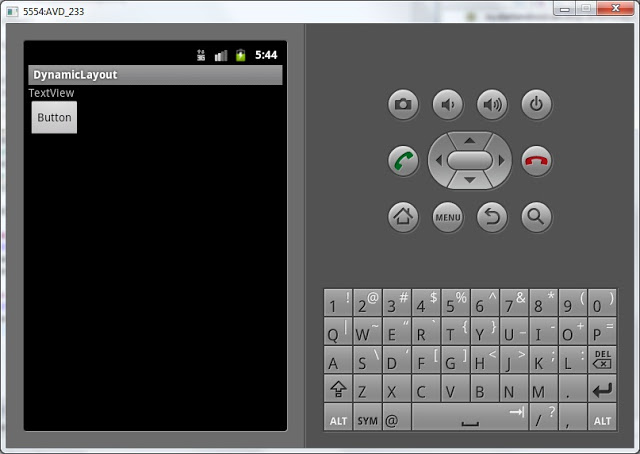 5554:AVD_233
3G 5:44
DynamicLayout
TextView
Button
MENU
1 ! 2 @ 3 # 4 $ 5 % 6 ^ 7 & 8 * 9 ( 0 )
Q | W ~ E " R ` T { Y } U _ I - O + P =
A S \ D ' F [ G ] H < J > K ; L : DEL
Z X C V B N M .
ALT SYM @ / ? , ALT